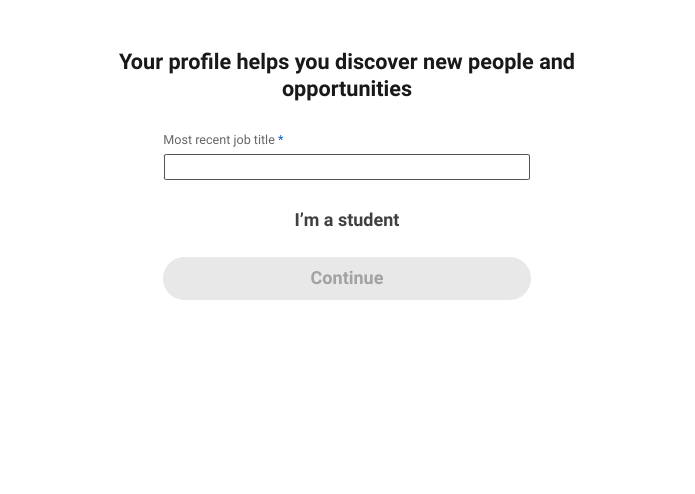 Your profile helps you discover new people and
opportunities
Most recent job title *
I’m a student
Continue